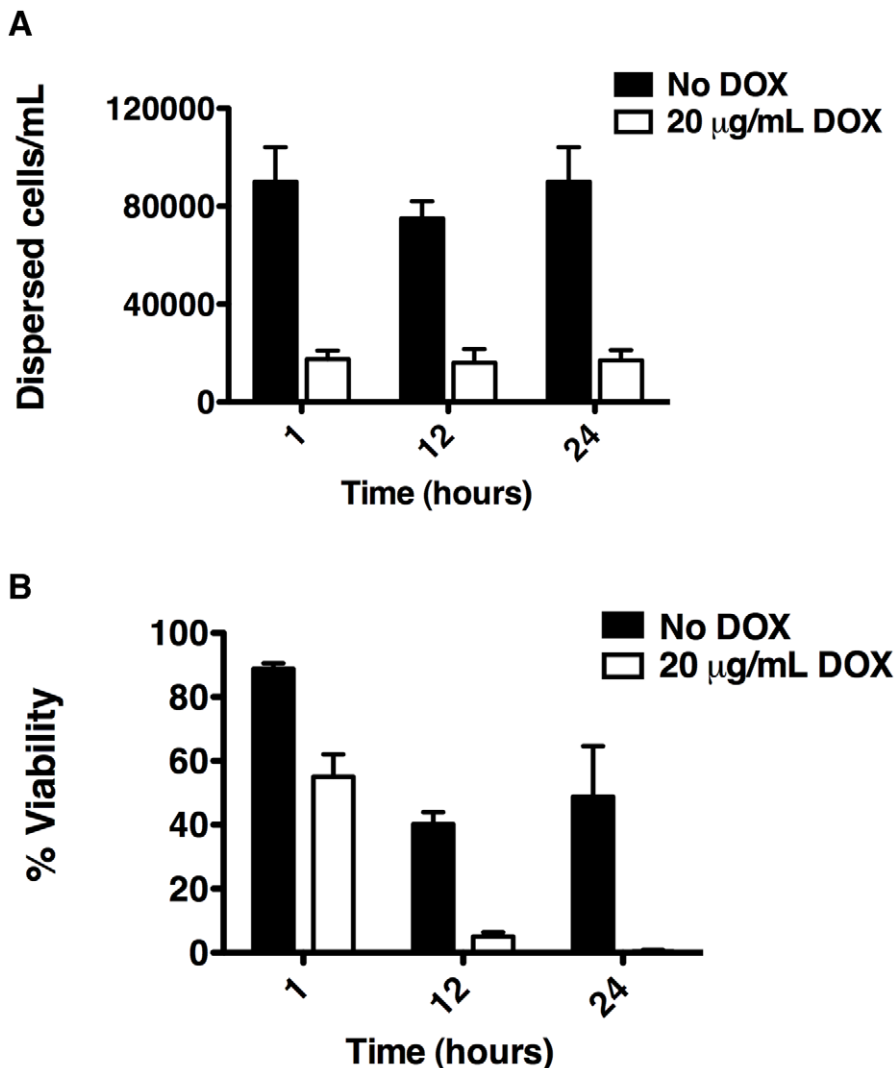 A
Dispersed cells/mL
No DOX
20 μg/mL DOX
120000
80000
40000
0
1
12
24
Time (hours)
B
% Viability
No DOX
20 μg/mL DOX
100
80
60
40
20
0
1
12
24
Time (hours)